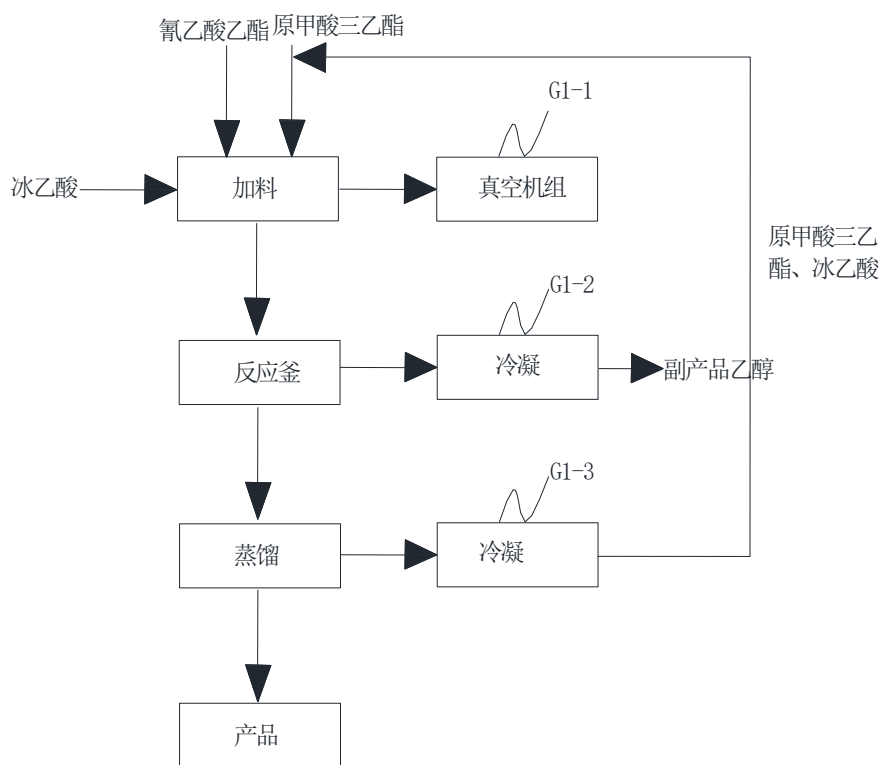 氰乙酸乙酯
原甲酸三乙酯
G1-1
冰乙酸
加料
真空机组
原甲酸三乙
酯、冰乙酸
G1-2
反应釜
冷凝
副产品乙醇
G1-3
蒸馏
冷凝
产品